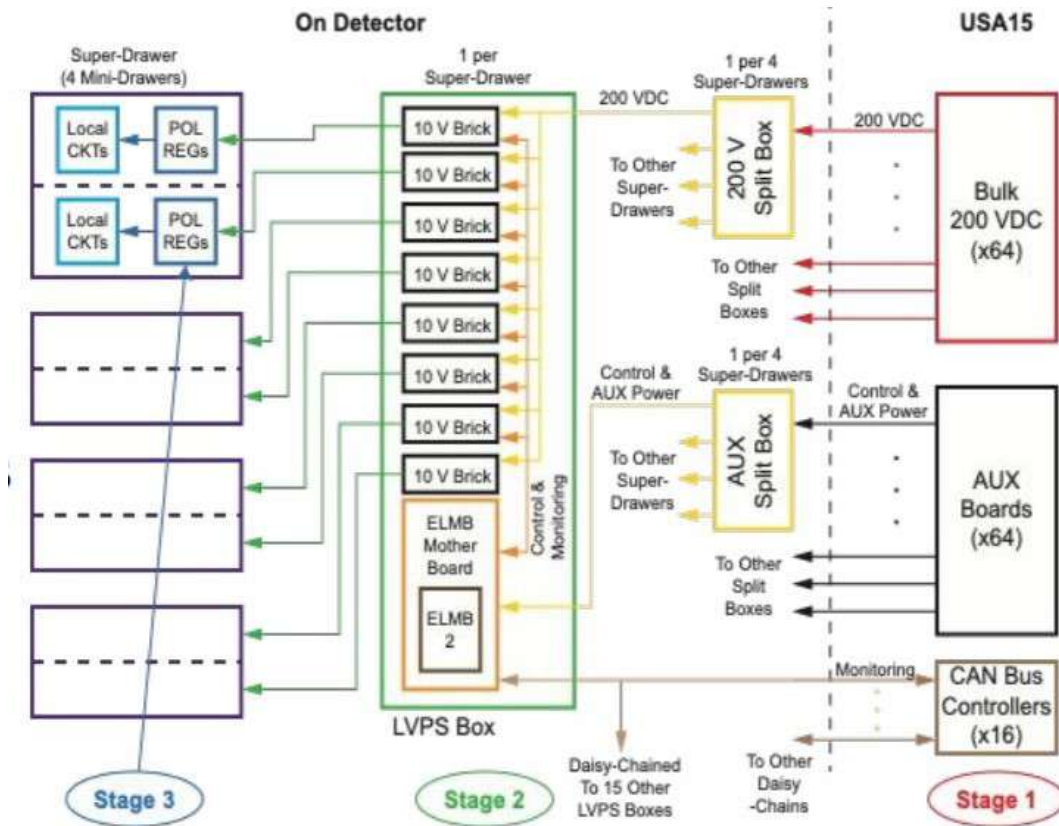 On Detector
USA15
Super-Drawer
(4 Mini-Drawers)
1 per
Super-Drawer
1 per 4
Super-Drawers
Local
CKTs
POL
REGs
Local
CKTs
POL
REGs
10 V Brick
10 V Brick
10 V Brick
10 V Brick
10 V Brick
10 V Brick
10 V Brick
10 V Brick
200 VDC
200 V
Split Box
To Other
Super-
Drawers
200 VDC
Bulk
200 VDC
(x64)
To Other
Split
Boxes
1 per 4
Super-Drawers
Control &
AUX Power
AUX
Split Box
To Other
Super-
Drawers
Control &
AUX Power
AUX
Boards
(x64)
To Other
Split
Boxes
Control &
Monitoring
ELMB
Mother
Board
ELMB
2
LVPS Box
Monitoring
CAN Bus
Controllers
(x16)
Daisy-Chained
To 15 Other
LVPS Boxes
To Other
Daisy
-Chains
Stage 3
Stage 2
Stage 1